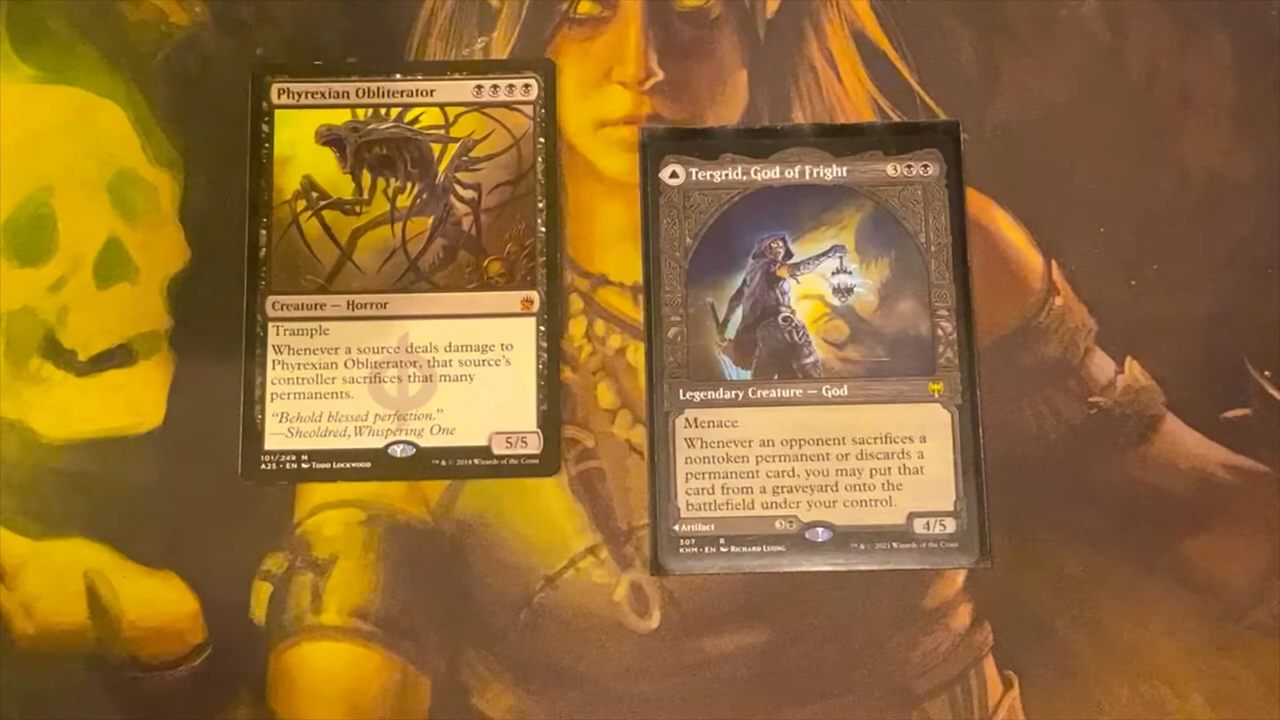 Phyrexian Obliterator
Creature — Horror
Trample
Whenever a source deals damage to
Phyrexian Obliterator, that source's
controller sacrifices that many
permanents.
"Behold blessed perfection."
—Sheoldred, Whispering One
5/5
101/249 M
A25 • EN Todd Lockwood
™ & © 2018 Wizards of the Coast
Tergrid, God of Fright
3
Legendary Creature — God
Menace
Whenever an opponent sacrifices a
nontoken permanent or discards a
permanent card, you may put that
card from a graveyard onto the
battlefield under your control.
Artifact 3
4/5
307 R
KHM • EN Richard Luong
™ & © 2021 Wizards of the Coast